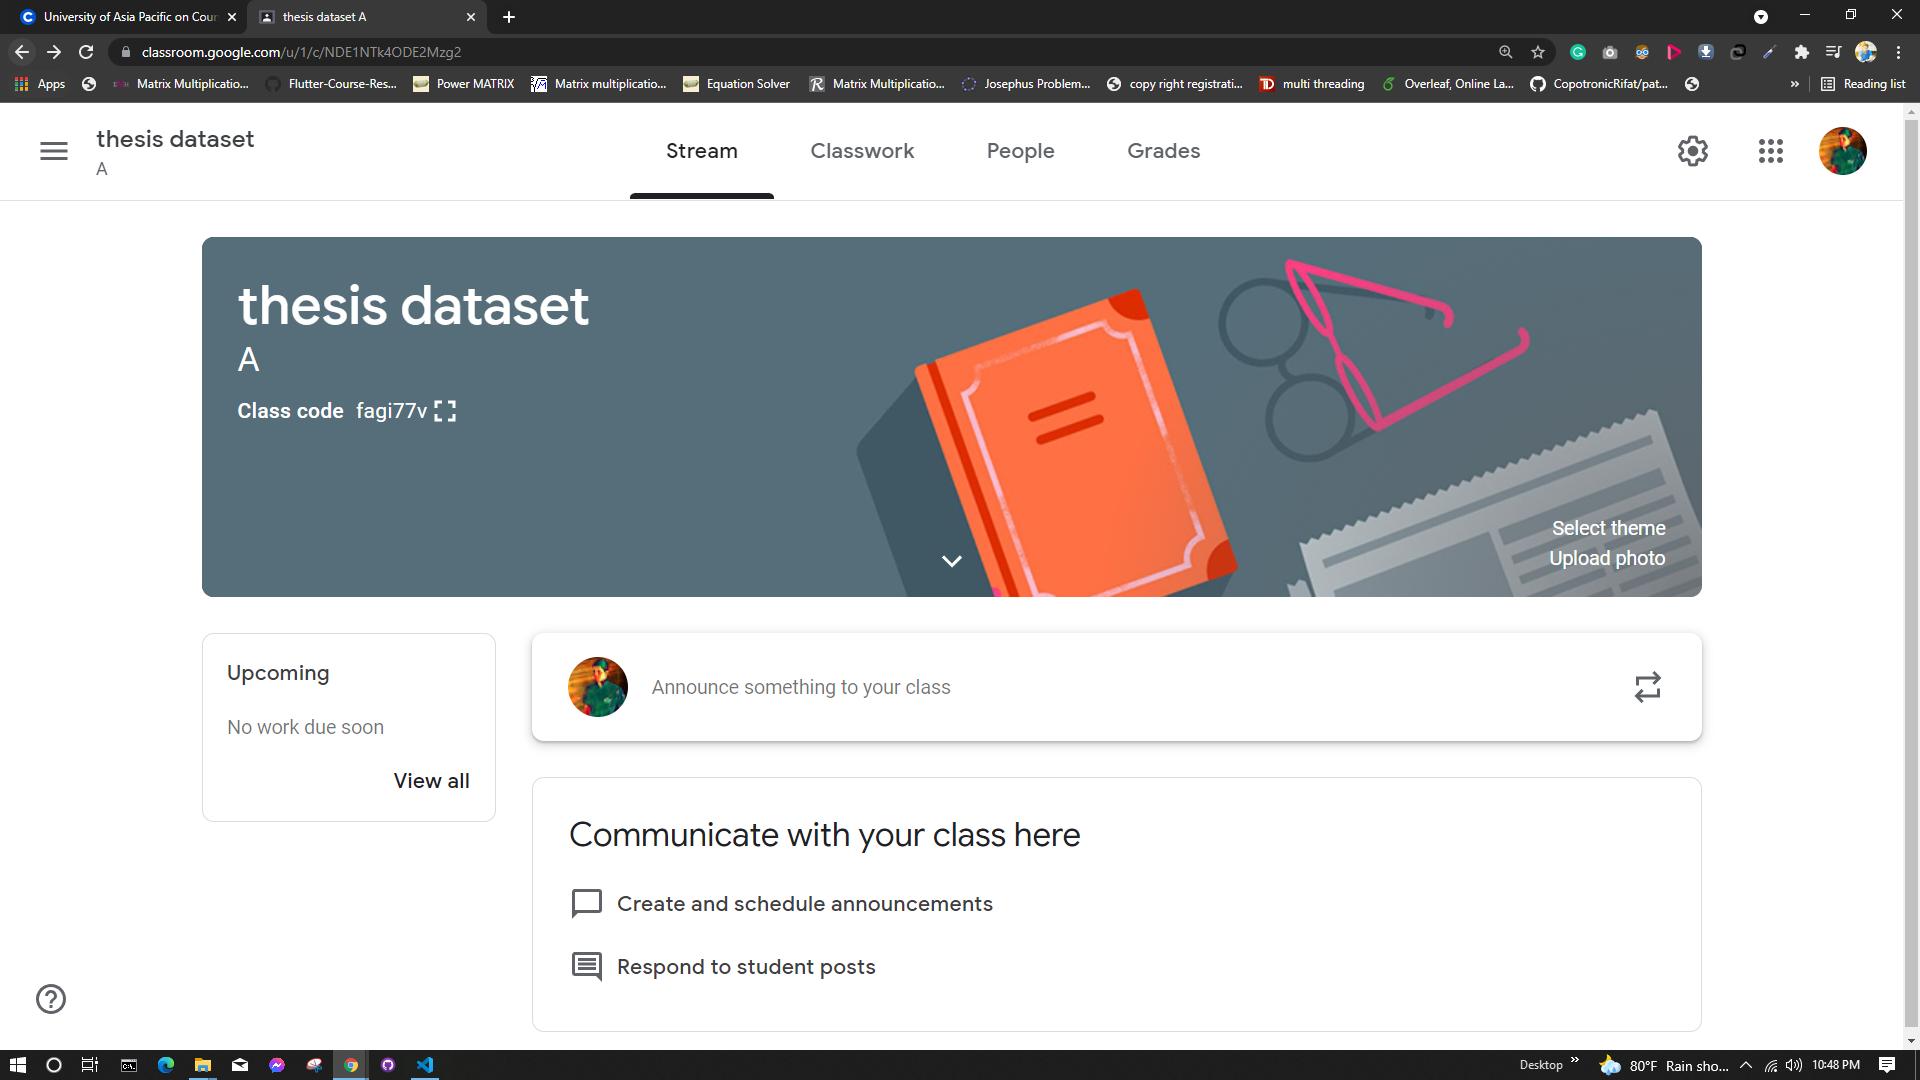 University of Asia Pacific on Cour
thesis dataset A
classroom.google.com/u/1/c/NDE1NTk4ODE2Mzg2
Apps
Matrix Multiplicatio...
Flutter-Course-Res...
Power MATRIX
Matrix multiplicatio...
Equation Solver
Matrix Multiplicatio...
Josephus Problem...
copy right registrati...
multi threading
Overleaf, Online La...
CopotronicRifat/pat...
»
Reading list
thesis dataset
A
Stream
Classwork
People
Grades
thesis dataset
A
Class code fagi77v
Select theme
Upload photo
Upcoming
No work due soon
View all
Announce something to your class
Communicate with your class here
Create and schedule announcements
Respond to student posts
Desktop »
80°F Rain sho...
10:48 PM